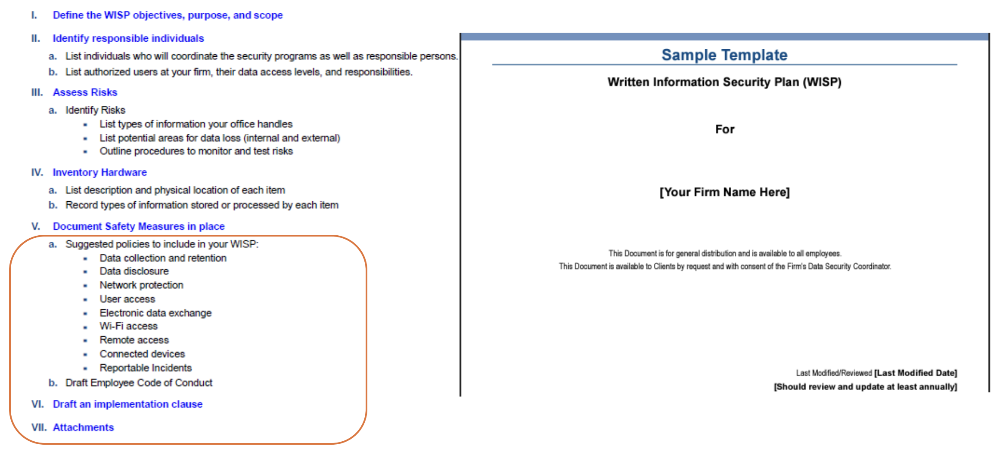 I. Define the WISP objectives, purpose, and scope
II. Identify responsible individuals
a. List individuals who will coordinate the security programs as well as responsible persons.
b. List authorized users at your firm, their data access levels, and responsibilities.
III. Assess Risks
a. Identify Risks
▪ List types of information your office handles
▪ List potential areas for data loss (internal and external)
▪ Outline procedures to monitor and test risks
IV. Inventory Hardware
a. List description and physical location of each item
b. Record types of information stored or processed by each item
V. Document Safety Measures in place
a. Suggested policies to include in your WISP:
▪ Data collection and retention
▪ Data disclosure
▪ Network protection
▪ User access
▪ Electronic data exchange
▪ Wi-Fi access
▪ Remote access
▪ Connected devices
▪ Reportable Incidents
b. Draft Employee Code of Conduct
VI. Draft an implementation clause
VII. Attachments
Sample Template
Written Information Security Plan (WISP)
For
[Your Firm Name Here]
This Document is for general distribution and is available to all employees.
This Document is available to Clients by request and with consent of the Firm's Data Security Coordinator.
Last Modified/Reviewed [Last Modified Date]
[Should review and update at least annually]